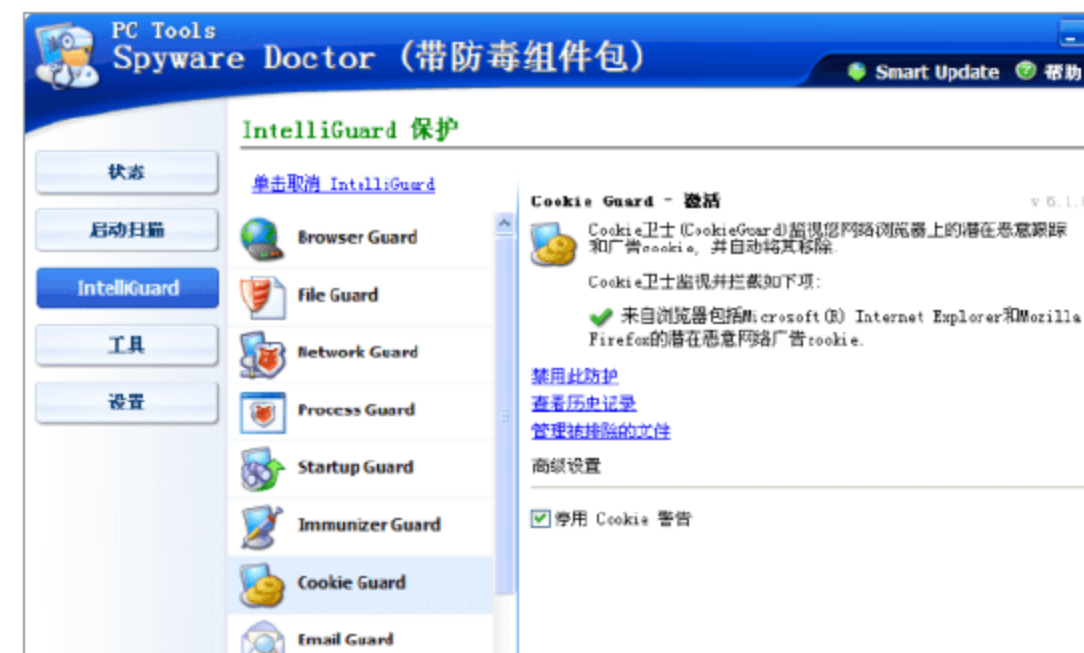 PC Tools
Spyware Doctor (带防毒组件包)
Smart Update 帮助
IntelliGuard 保护
状态
启动扫描
IntelliGuard
工具
设置
单击取消 IntelliGuard
Browser Guard
File Guard
Network Guard
Process Guard
Startup Guard
Immunizer Guard
Cookie Guard
Email Guard
Cookie Guard - 激活
v 6.1.0
Cookie卫士(CookieGuard)监视您网络浏览器上的潜在恶意跟踪
和广告cookie, 并自动将其移除.
Cookie卫士监视并拦截如下项:
来自浏览器包括Microsoft(R) Internet Explorer和Mozilla
Firefox的潜在恶意网络广告cookie.
禁用此防护
查看历史记录
管理被排除的文件
高级设置
停用 Cookie 警告